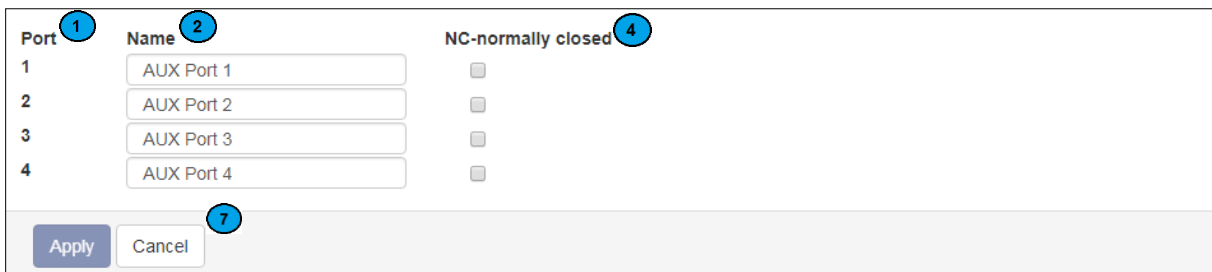 Port 1 Name 2 NC-normally closed 4
1 AUX Port 1
2 AUX Port 2
3 AUX Port 3
4 AUX Port 4
7
Apply Cancel